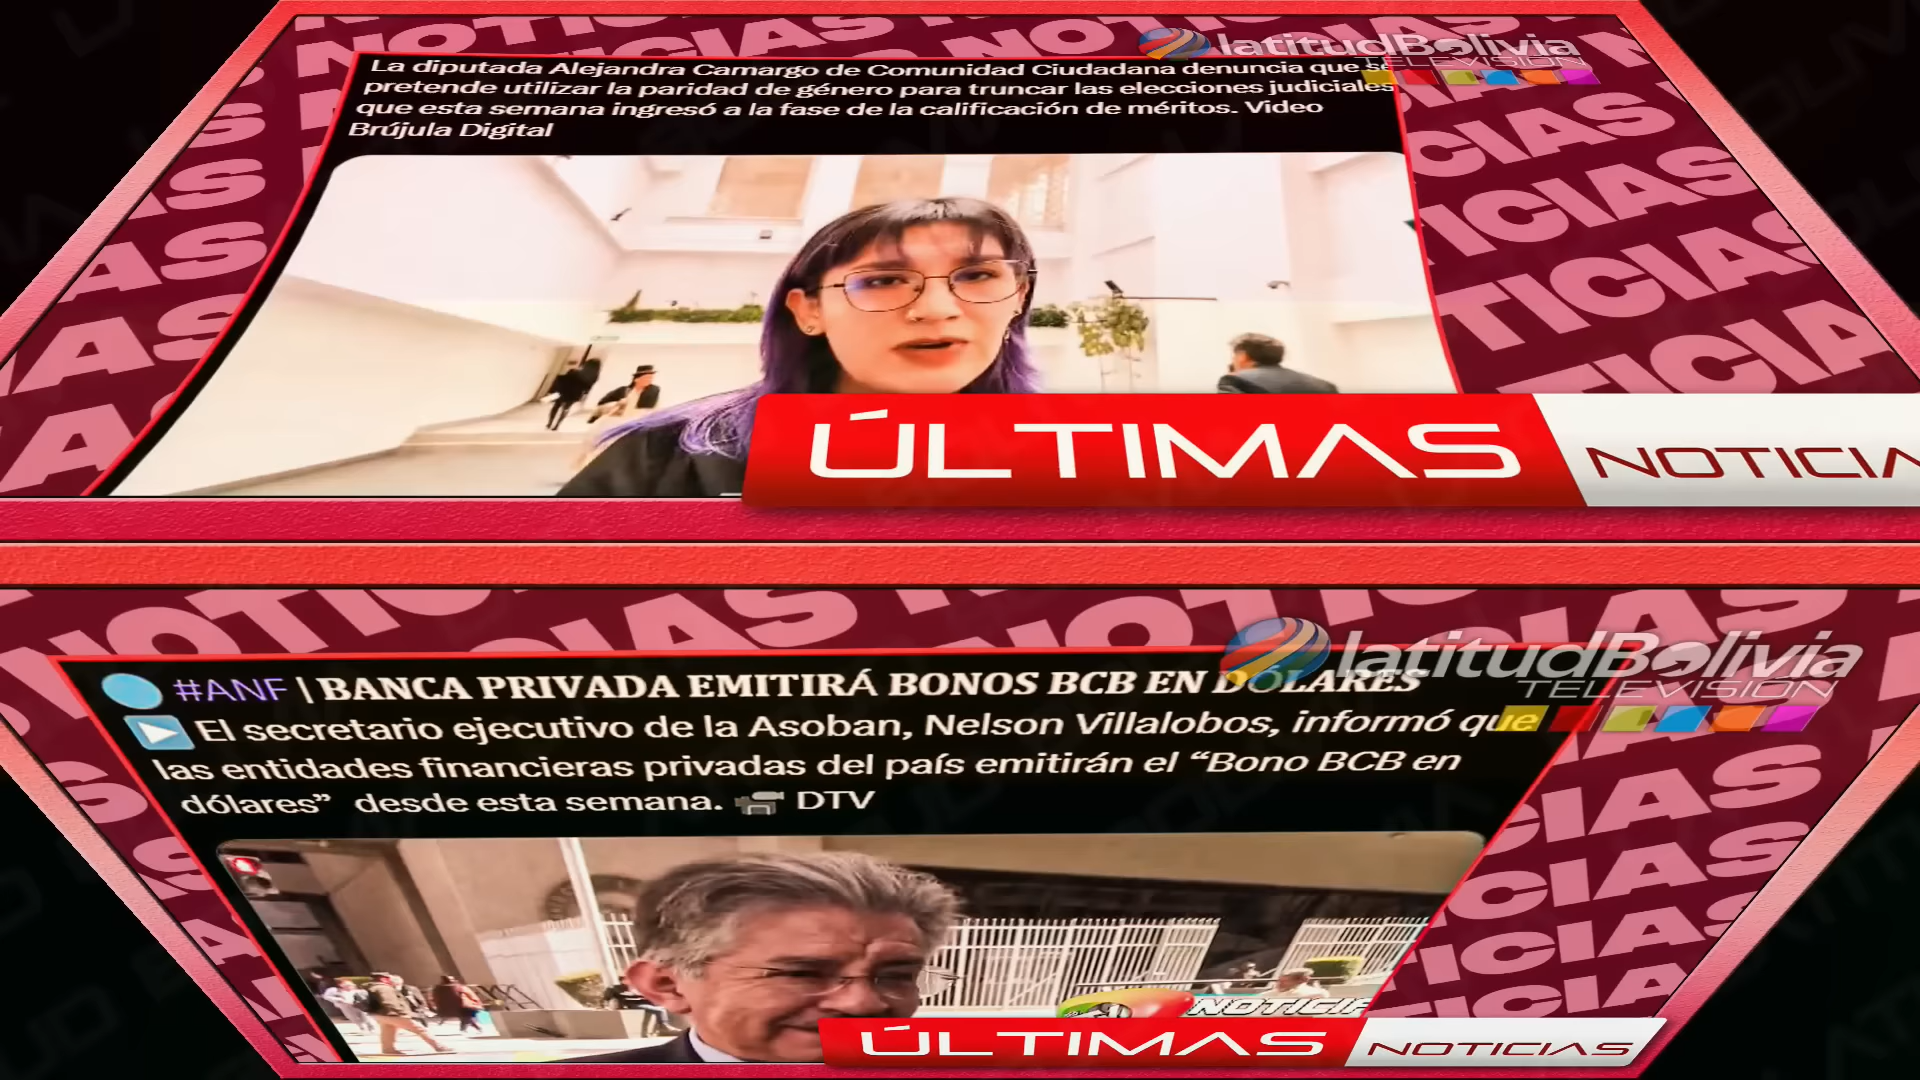 latitudBolivia
TELEVISIÓN
La diputada Alejandra Camargo de Comunidad Ciudadana denuncia que se
pretende utilizar la paridad de género para truncar las elecciones judiciales
que esta semana ingresó a la fase de la calificación de méritos. Video
Brújula Digital
ÚLTIMAS NOTICIA
latitudBolivia
TELEVISIÓN
#ANF | BANCA PRIVADA EMITIRÁ BONOS BCB EN DÓLARES
El secretario ejecutivo de la Asoban, Nelson Villalobos, informó que
las entidades financieras privadas del país emitirán el “Bono BCB en
dólares” desde esta semana. DTV
NOTICIA
ÚLTIMAS NOTICIAS